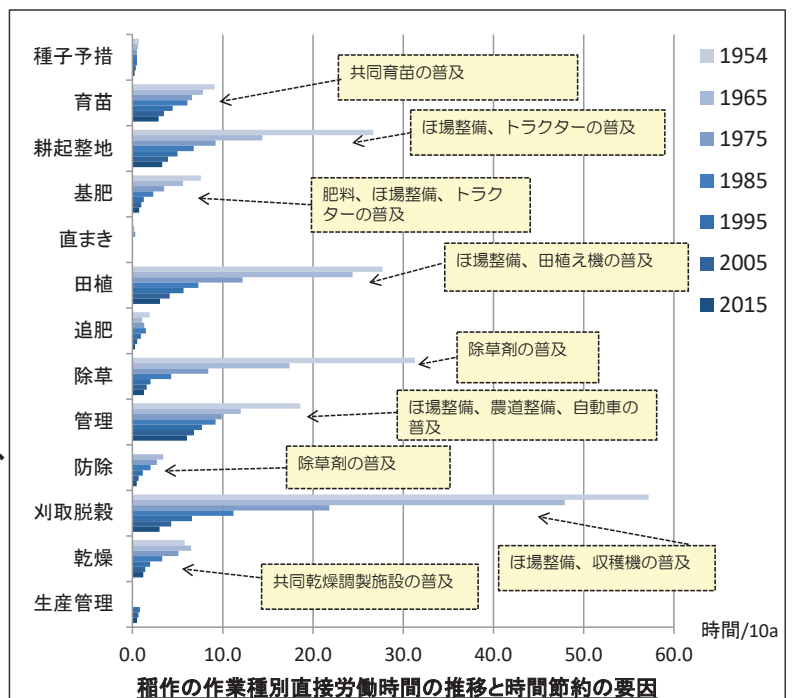 種子予措
育苗
耕起整地
基肥
直まき
田植
追肥
除草
管理
防除
刈取脱穀
乾燥
生産管理
共同育苗の普及
ほ場整備、トラクターの普及
肥料、ほ場整備、トラク
ターの普及
ほ場整備、田植え機の普及
除草剤の普及
ほ場整備、農道整備、自動車の
普及
除草剤の普及
ほ場整備、収穫機の普及
共同乾燥調製施設の普及
1954
1965
1975
1985
1995
2005
2015
時間/10a
0.0 10.0 20.0 30.0 40.0 50.0 60.0
稲作の作業種別直接労働時間の推移と時間節約の要因